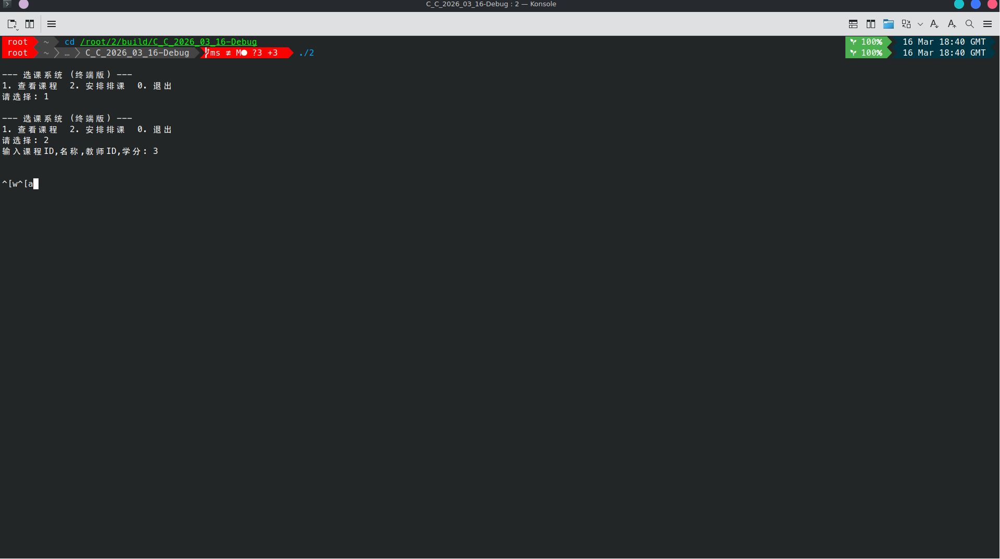 C_C_2026_03_16-Debug : 2 — Konsole
root ~ cd /root/2/build/C_C_2026_03_16-Debug 100% 16 Mar 18:40 GMT
root ~ … C_C_2026_03_16-Debug ms ≢ M● ?3 +3 ./2 100% 16 Mar 18:40 GMT
--- 选课系统 (终端版) ---
1. 查看课程 2. 安排排课 0. 退出
请选择: 1
--- 选课系统 (终端版) ---
1. 查看课程 2. 安排排课 0. 退出
请选择: 2
输入课程ID,名称,教师ID,学分: 3
^[w^[a